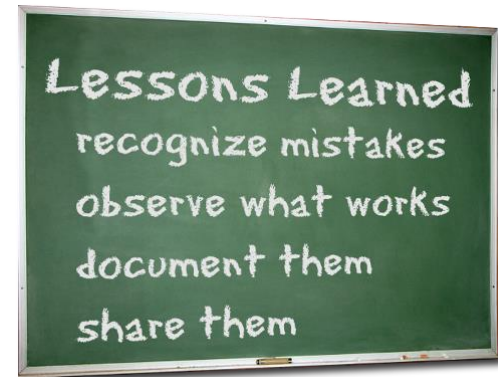 Lessons Learned
recognize mistakes
observe what works
document them
share them